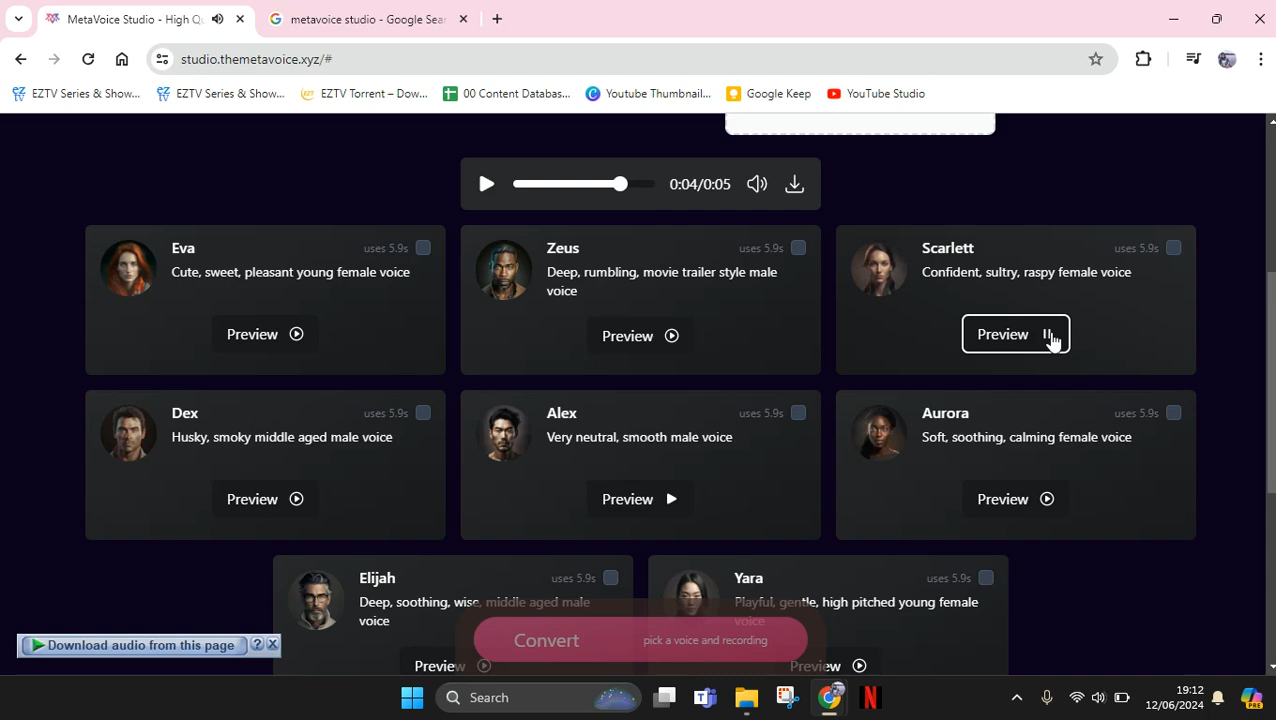 MetaVoice Studio - High Q
metavoice studio - Google Sea
studio.themetavoice.xyz/#
EZTV Series & Show...
EZTV Series & Show...
EZTV Torrent – Dow...
00 Content Databas...
Youtube Thumbnail...
Google Keep
YouTube Studio
0:04/0:05
Eva
uses 5.9s
Cute, sweet, pleasant young female voice
Preview
Zeus
uses 5.9s
Deep, rumbling, movie trailer style male
voice
Preview
Scarlett
uses 5.9s
Confident, sultry, raspy female voice
Preview
Dex
uses 5.9s
Husky, smoky middle aged male voice
Preview
Alex
uses 5.9s
Very neutral, smooth male voice
Preview
Aurora
uses 5.9s
Soft, soothing, calming female voice
Preview
Elijah
uses 5.9s
Deep, soothing, wise, middle aged male
voice
Preview
Yara
uses 5.9s
Playful, gentle, high pitched young female
voice
Preview
Convert
pick a voice and recording
Download audio from this page
?
Search
19:12
12/06/2024
PRE